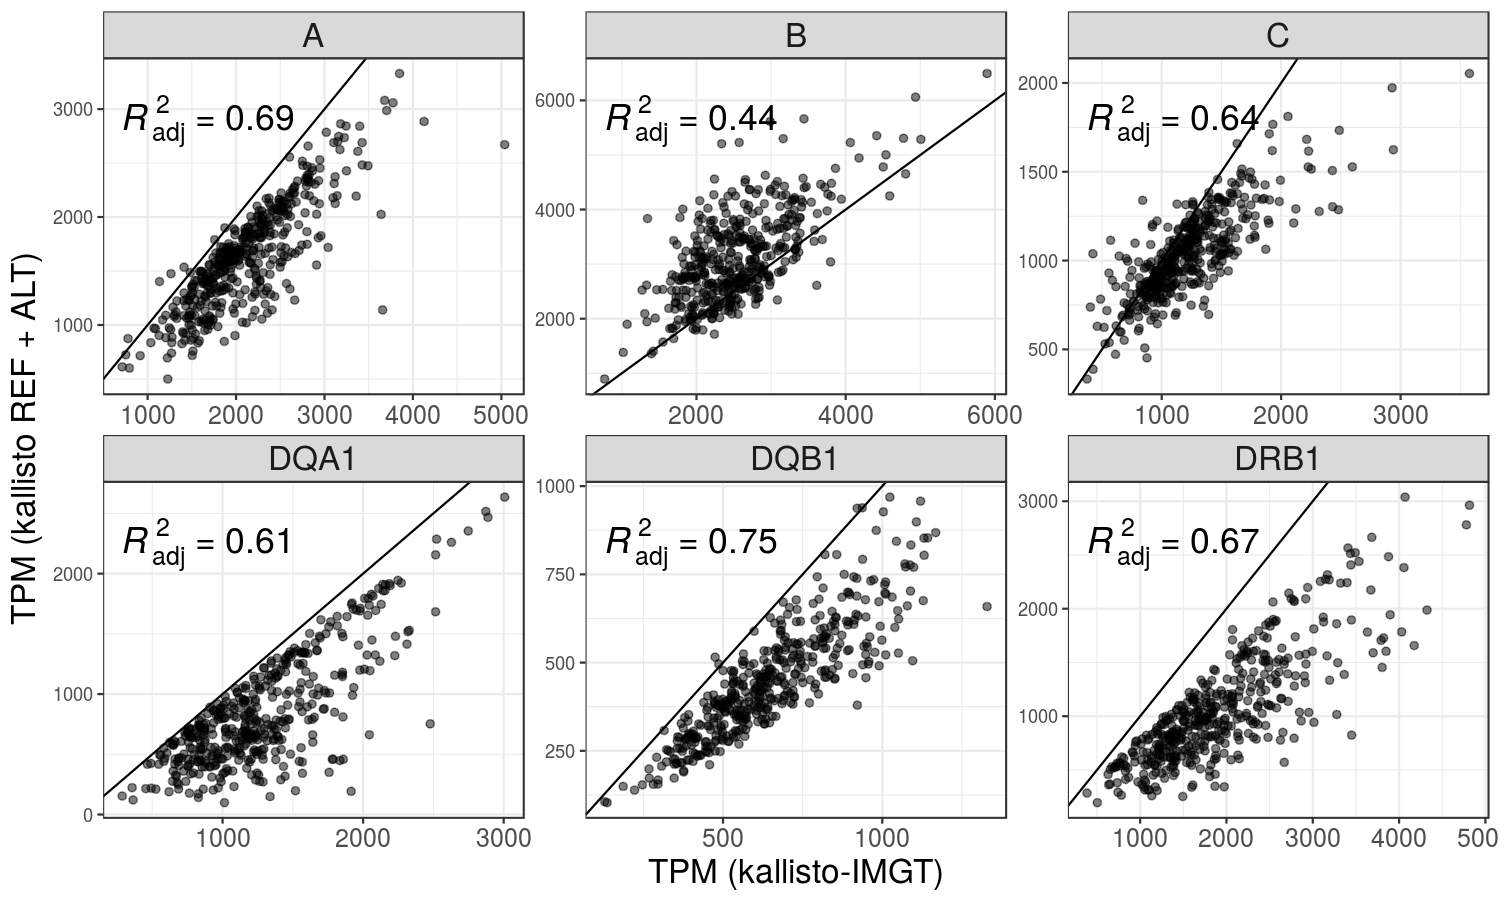 A
B
C
R²adj = 0.69
R²adj = 0.44
R²adj = 0.64
3000
2000
1000
6000
4000
2000
2000
1500
1000
500
1000 2000 3000 4000 5000
2000 4000 6000
1000 2000 3000
DQA1
DQB1
DRB1
R²adj = 0.61
R²adj = 0.75
R²adj = 0.67
2000
1000
0
1000
750
500
250
3000
2000
1000
1000 2000 3000
500 1000
1000 2000 3000 4000 500
TPM (kallisto REF + ALT)
TPM (kallisto-IMGT)